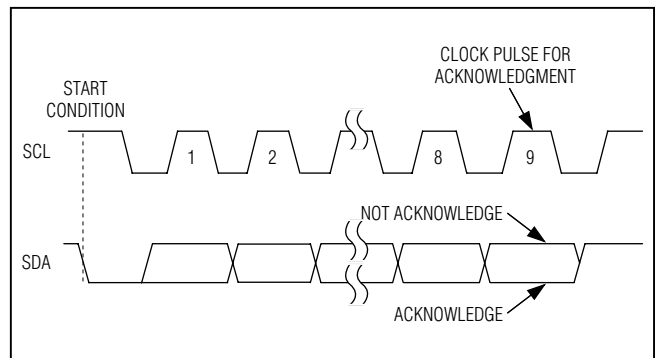 CLOCK PULSE FOR
ACKNOWLEDGMENT
START
CONDITION
SCL
1
2
8
9
NOT ACKNOWLEDGE
SDA
ACKNOWLEDGE